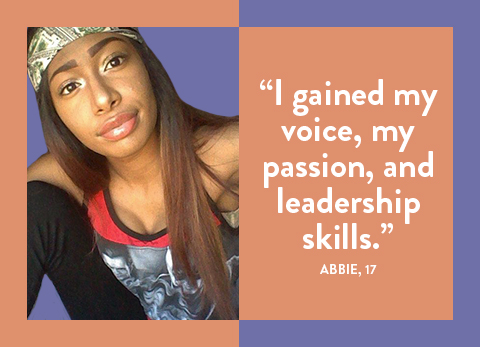 “I gained my
voice, my
passion, and
leadership
skills.”
ABBIE, 17